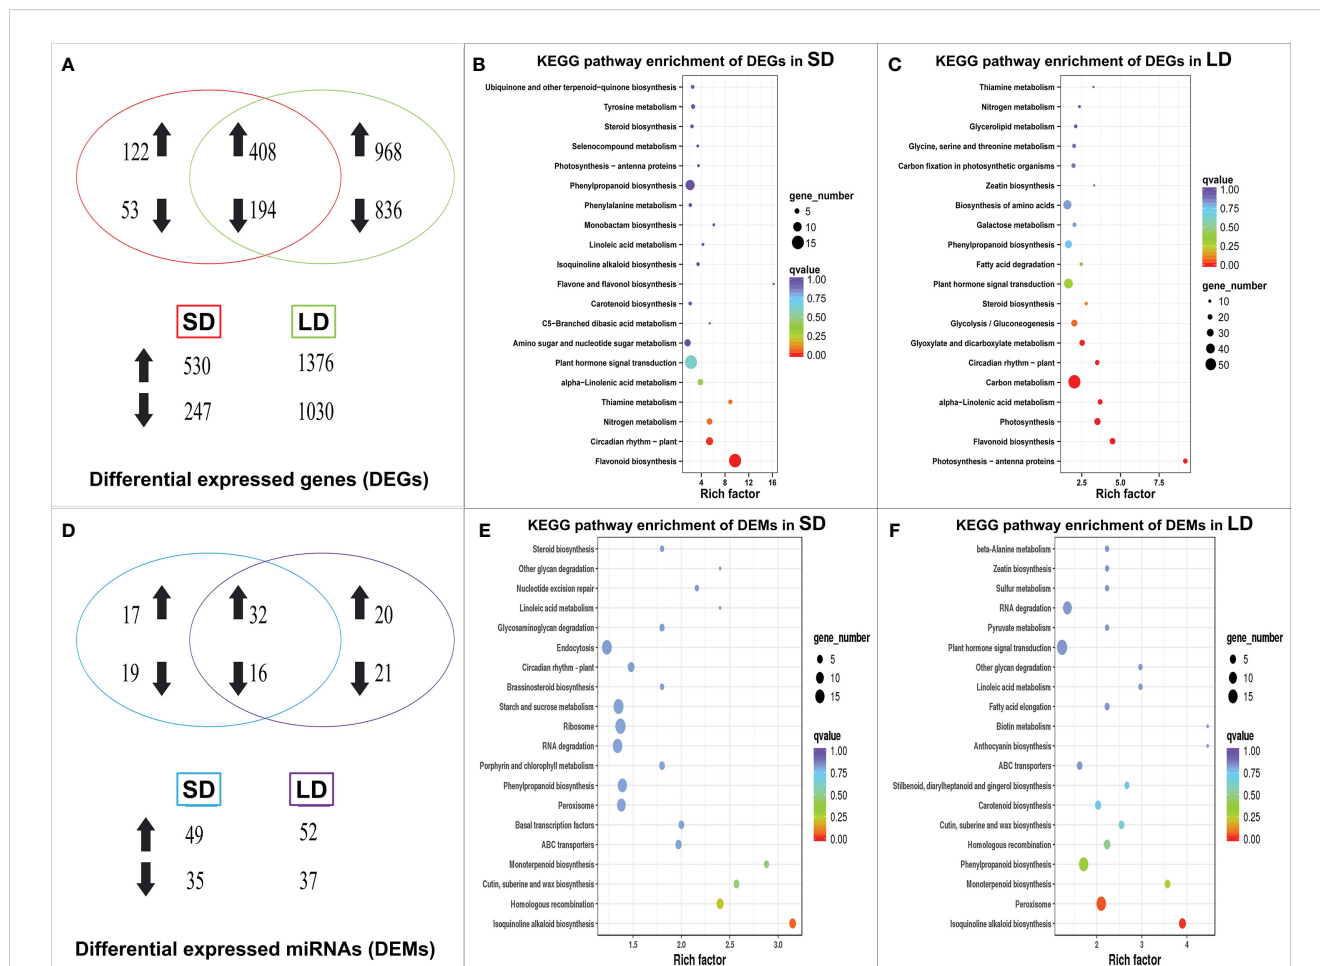 A
122
408
968
53
194
836
SD
LD
530
1376
247
1030
Differential expressed genes (DEGs)
B
KEGG pathway enrichment of DEGs in SD
Ubiquinone and other terpenoid−quinone biosynthesis
Tyrosine metabolism
Steroid biosynthesis
Selenocompound metabolism
Photosynthesis − antenna proteins
Phenylpropanoid biosynthesis
Phenylalanine metabolism
Monobactam biosynthesis
Linoleic acid metabolism
Isoquinoline alkaloid biosynthesis
Flavone and flavonol biosynthesis
Carotenoid biosynthesis
C5−Branched dibasic acid metabolism
Amino sugar and nucleotide sugar metabolism
Plant hormone signal transduction
alpha−Linolenic acid metabolism
Thiamine metabolism
Nitrogen metabolism
Circadian rhythm − plant
Flavonoid biosynthesis
4 8 12 16
Rich factor
gene_number
5
10
15
qvalue
1.00
0.75
0.50
0.25
0.00
C
KEGG pathway enrichment of DEGs in LD
Thiamine metabolism
Nitrogen metabolism
Glycerolipid metabolism
Glycine, serine and threonine metabolism
Carbon fixation in photosynthetic organisms
Zeatin biosynthesis
Biosynthesis of amino acids
Galactose metabolism
Phenylpropanoid biosynthesis
Fatty acid degradation
Plant hormone signal transduction
Steroid biosynthesis
Glycolysis / Gluconeogenesis
Glyoxylate and dicarboxylate metabolism
Circadian rhythm − plant
Carbon metabolism
alpha−Linolenic acid metabolism
Photosynthesis
Flavonoid biosynthesis
Photosynthesis − antenna proteins
2.5 5.0 7.5
Rich factor
qvalue
1.00
0.75
0.50
0.25
0.00
gene_number
10
20
30
40
50
D
17
32
20
19
16
21
SD
LD
49
52
35
37
Differential expressed miRNAs (DEMs)
E
KEGG pathway enrichment of DEMs in SD
Steroid biosynthesis
Other glycan degradation
Nucleotide excision repair
Linoleic acid metabolism
Glycosaminoglycan degradation
Endocytosis
Circadian rhythm - plant
Brassinosteroid biosynthesis
Starch and sucrose metabolism
Ribosome
RNA degradation
Porphyrin and chlorophyll metabolism
Phenylpropanoid biosynthesis
Peroxisome
Basal transcription factors
ABC transporters
Monoterpenoid biosynthesis
Cutin, suberine and wax biosynthesis
Homologous recombination
Isoquinoline alkaloid biosynthesis
1.5 2.0 2.5 3.0
Rich factor
gene_number
5
10
15
qvalue
1.00
0.75
0.50
0.25
0.00
F
KEGG pathway enrichment of DEMs in LD
beta-Alanine metabolism
Zeatin biosynthesis
Sulfur metabolism
RNA degradation
Pyruvate metabolism
Plant hormone signal transduction
Other glycan degradation
Linoleic acid metabolism
Fatty acid elongation
Biotin metabolism
Anthocyanin biosynthesis
ABC transporters
Stilbenoid, diarylheptanoid and gingerol biosynthesis
Carotenoid biosynthesis
Cutin, suberine and wax biosynthesis
Homologous recombination
Phenylpropanoid biosynthesis
Monoterpenoid biosynthesis
Peroxisome
Isoquinoline alkaloid biosynthesis
2 3 4
Rich factor
gene_number
5
10
15
qvalue
1.00
0.75
0.50
0.25
0.00